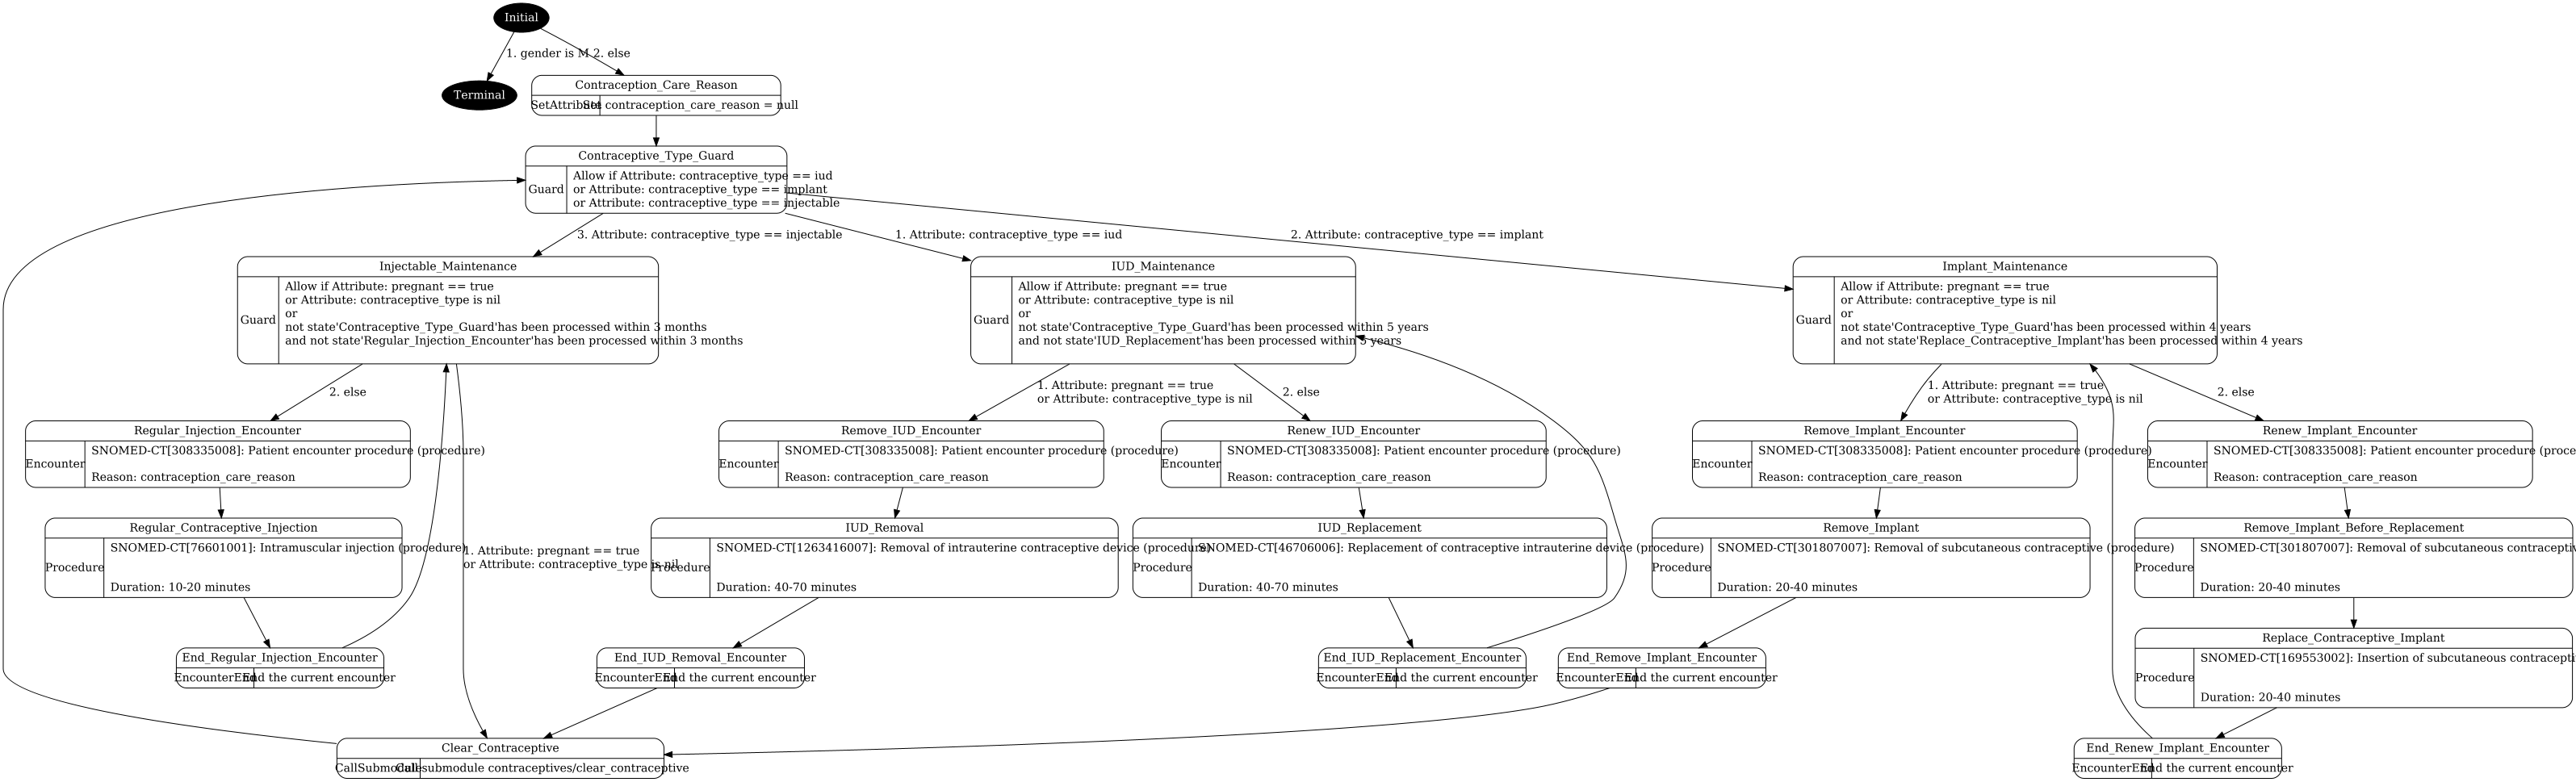 Initial
1. gender is M
2. else
Terminal
Contraception_Care_Reason
SetAttribute
Set contraception_care_reason = null
Contraceptive_Type_Guard
Guard
Allow if Attribute: contraceptive_type == iud
or Attribute: contraceptive_type == implant
or Attribute: contraceptive_type == injectable
3. Attribute: contraceptive_type == injectable
1. Attribute: contraceptive_type == iud
2. Attribute: contraceptive_type == implant
Injectable_Maintenance
Guard
Allow if Attribute: pregnant == true
or Attribute: contraceptive_type is nil
or
not state'Contraceptive_Type_Guard'has been processed within 3 months
and not state'Regular_Injection_Encounter'has been processed within 3 months
IUD_Maintenance
Guard
Allow if Attribute: pregnant == true
or Attribute: contraceptive_type is nil
or
not state'Contraceptive_Type_Guard'has been processed within 5 years
and not state'IUD_Replacement'has been processed within 5 years
Implant_Maintenance
Guard
Allow if Attribute: pregnant == true
or Attribute: contraceptive_type is nil
or
not state'Contraceptive_Type_Guard'has been processed within 4 years
and not state'Replace_Contraceptive_Implant'has been processed within 4 years
2. else
1. Attribute: pregnant == true
or Attribute: contraceptive_type is nil
2. else
1. Attribute: pregnant == true
or Attribute: contraceptive_type is nil
2. else
Regular_Injection_Encounter
Encounter
SNOMED-CT[308335008]: Patient encounter procedure (procedure)
Reason: contraception_care_reason
Remove_IUD_Encounter
Encounter
SNOMED-CT[308335008]: Patient encounter procedure (procedure)
Reason: contraception_care_reason
Renew_IUD_Encounter
Encounter
SNOMED-CT[308335008]: Patient encounter procedure (procedure)
Reason: contraception_care_reason
Remove_Implant_Encounter
Encounter
SNOMED-CT[308335008]: Patient encounter procedure (procedure)
Reason: contraception_care_reason
Renew_Implant_Encounter
Encounter
SNOMED-CT[308335008]: Patient encounter procedure (proce
Reason: contraception_care_reason
Regular_Contraceptive_Injection
Procedure
SNOMED-CT[76601001]: Intramuscular injection (procedure)
Duration: 10-20 minutes
1. Attribute: pregnant == true
or Attribute: contraceptive_type is nil
IUD_Removal
Procedure
SNOMED-CT[1263416007]: Removal of intrauterine contraceptive device (procedure)
Duration: 40-70 minutes
IUD_Replacement
Procedure
SNOMED-CT[46706006]: Replacement of contraceptive intrauterine device (procedure)
Duration: 40-70 minutes
Remove_Implant
Procedure
SNOMED-CT[301807007]: Removal of subcutaneous contraceptive (procedure)
Duration: 20-40 minutes
Remove_Implant_Before_Replacement
Procedure
SNOMED-CT[301807007]: Removal of subcutaneous contraceptiv
Duration: 20-40 minutes
End_Regular_Injection_Encounter
EncounterEnd
End the current encounter
End_IUD_Removal_Encounter
EncounterEnd
End the current encounter
End_IUD_Replacement_Encounter
EncounterEnd
End the current encounter
End_Remove_Implant_Encounter
EncounterEnd
End the current encounter
Replace_Contraceptive_Implant
Procedure
SNOMED-CT[169553002]: Insertion of subcutaneous contracepti
Duration: 20-40 minutes
Clear_Contraceptive
CallSubmodule
Call submodule contraceptives/clear_contraceptive
End_Renew_Implant_Encounter
EncounterEnd
End the current encounter